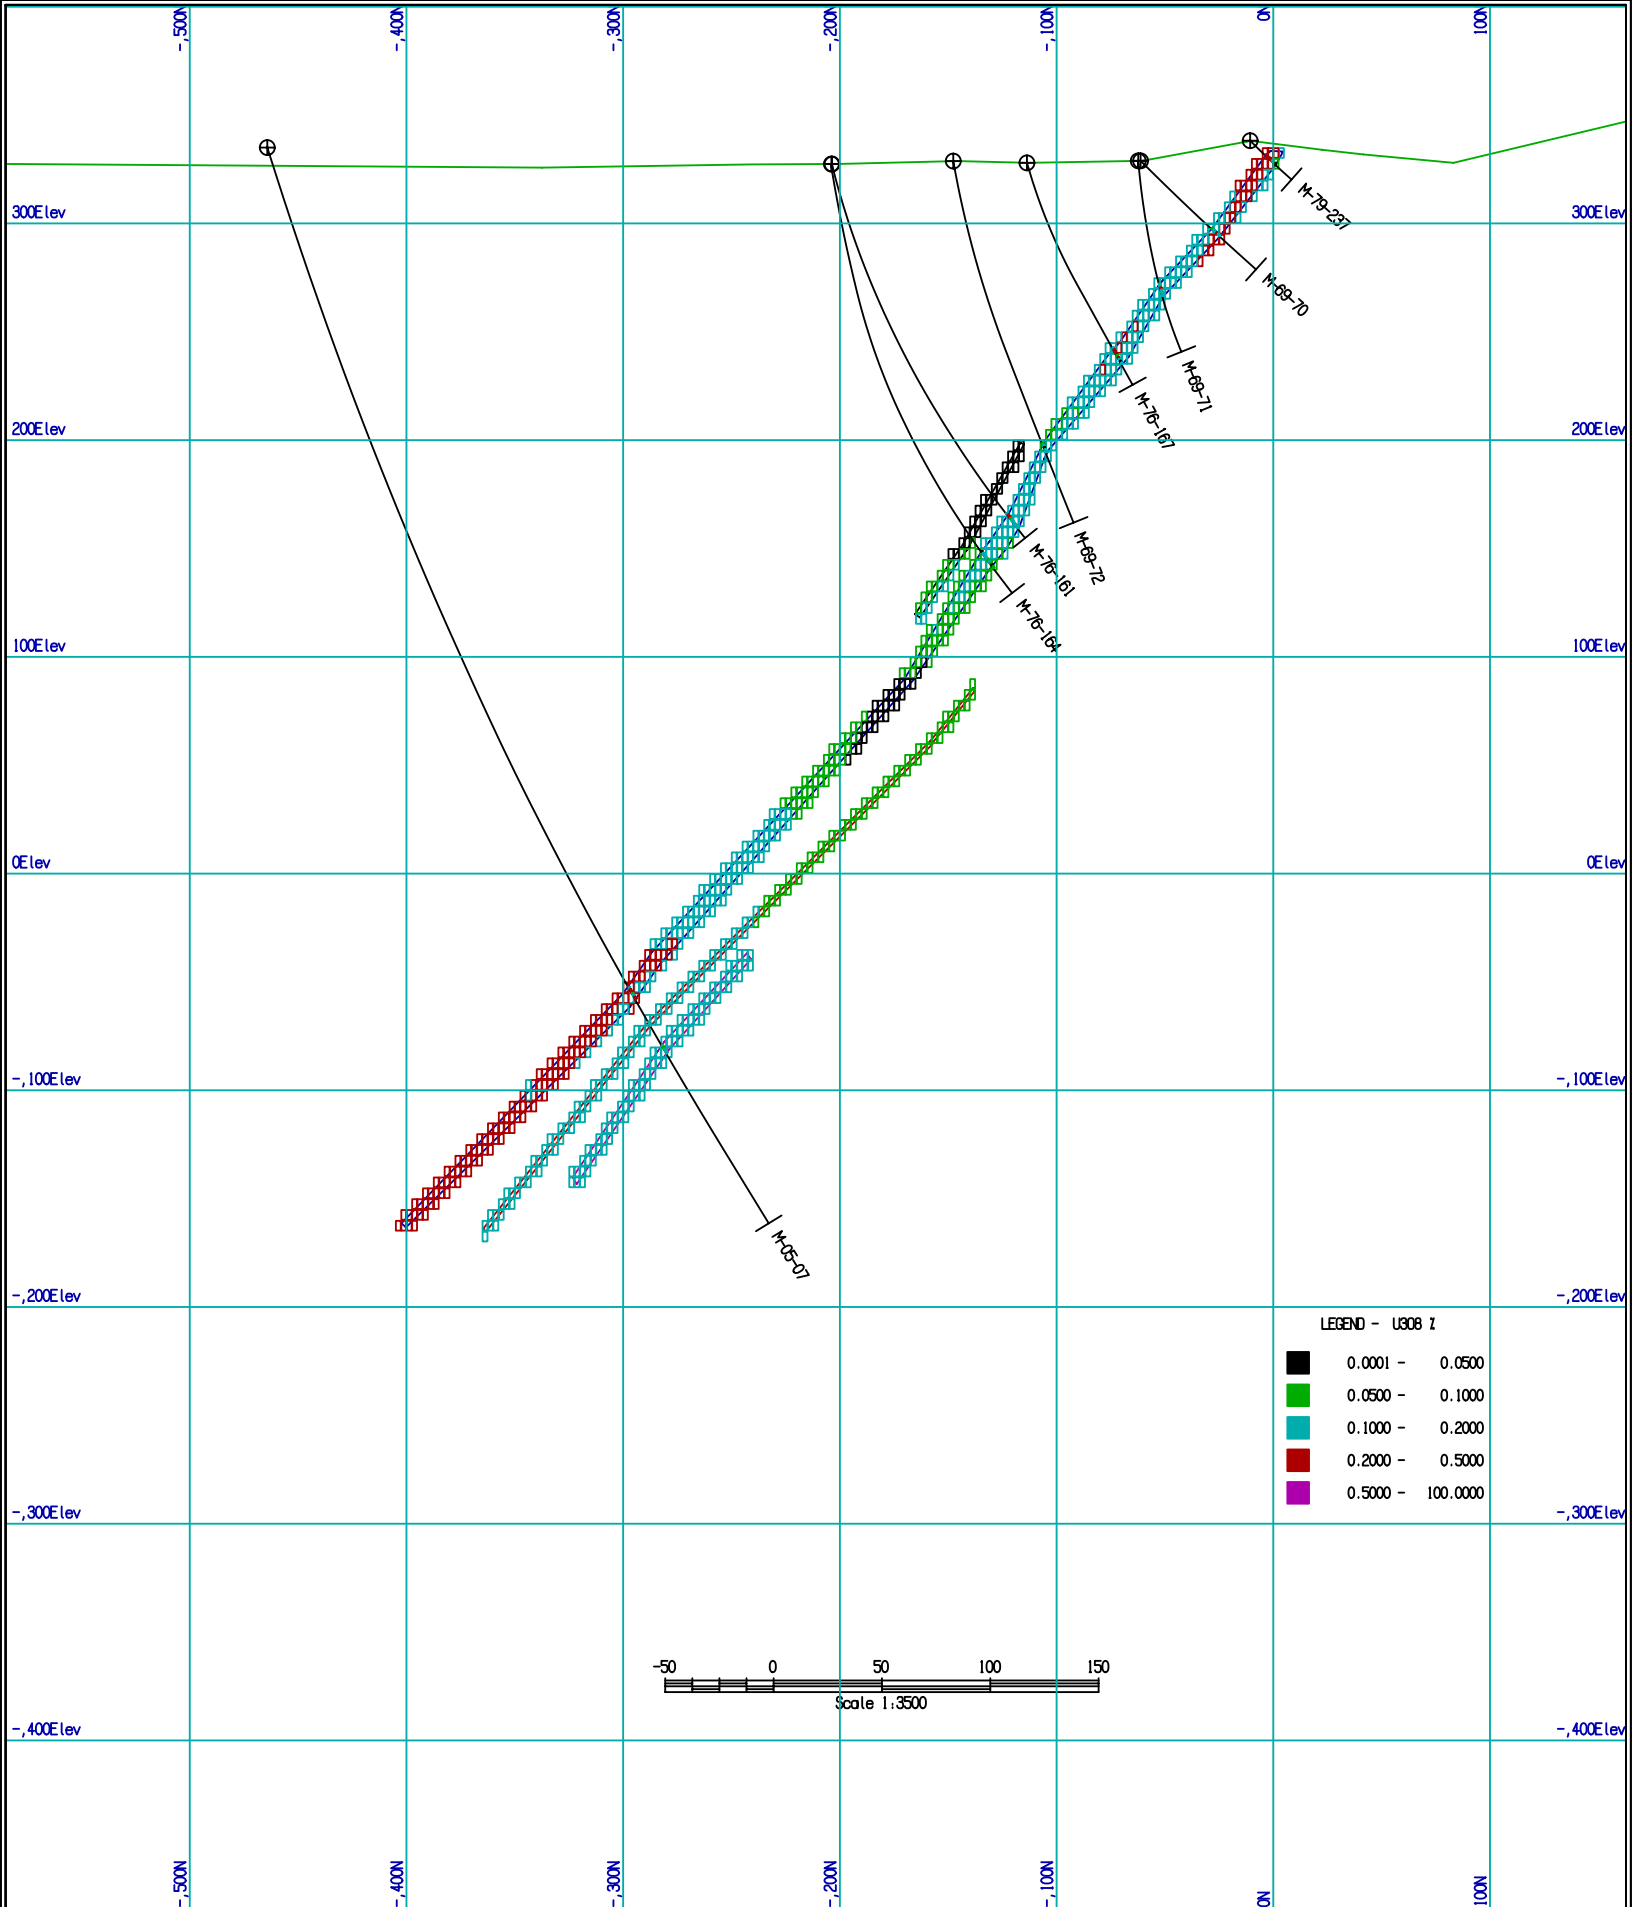 -,500N
-,400N
-,300N
-,200N
-,100N
0N
100N
M-79-237
300Elev
300Elev
M-69-70
M-69-71
M-76-167
200Elev
200Elev
M-69-72
M-76-161
M-76-164
100Elev
100Elev
0Elev
0Elev
-,100Elev
-,100Elev
M-05-07
-,200Elev
-,200Elev
LEGEND - U3O8 %
0.0001 - 0.0500
0.0500 - 0.1000
0.1000 - 0.2000
0.2000 - 0.5000
0.5000 - 100.0000
-,300Elev
-,300Elev
-50 0 50 100 150
Scale 1:3500
-,400Elev
-,400Elev
-,500N
-,400N
-,300N
-,200N
-,100N
0N
100N